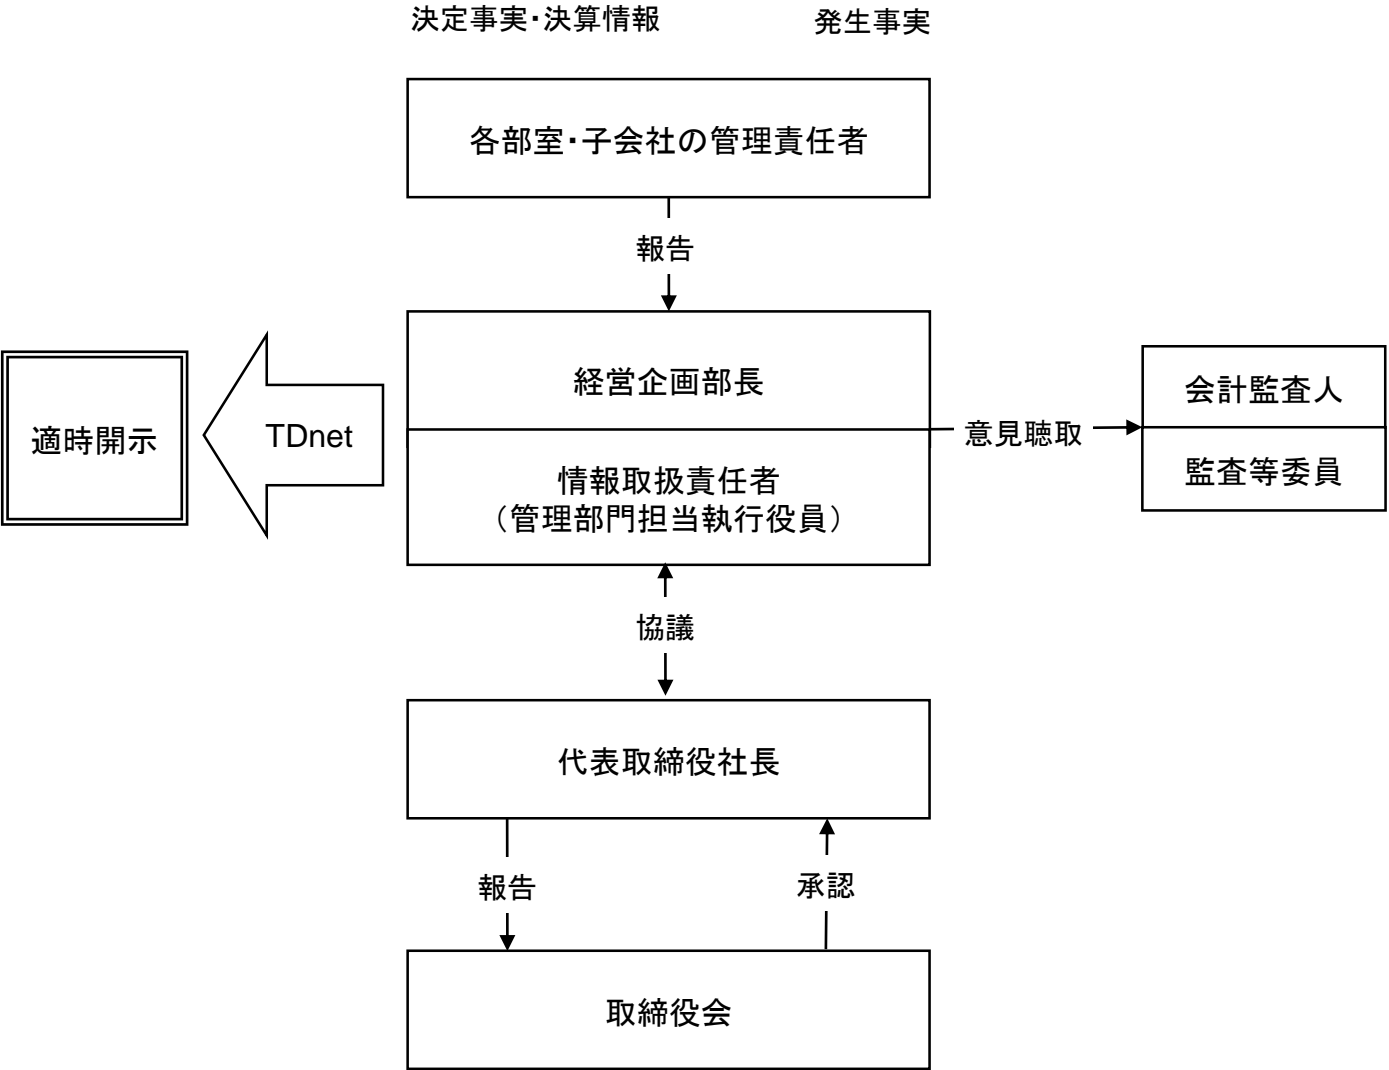 決定事実・決算情報
発生事実
各部室・子会社の管理責任者
報告
経営企画部長
情報取扱責任者
（管理部門担当執行役員）
意見聴取
会計監査人
監査等委員
TDnet
適時開示
協議
代表取締役社長
報告
承認
取締役会